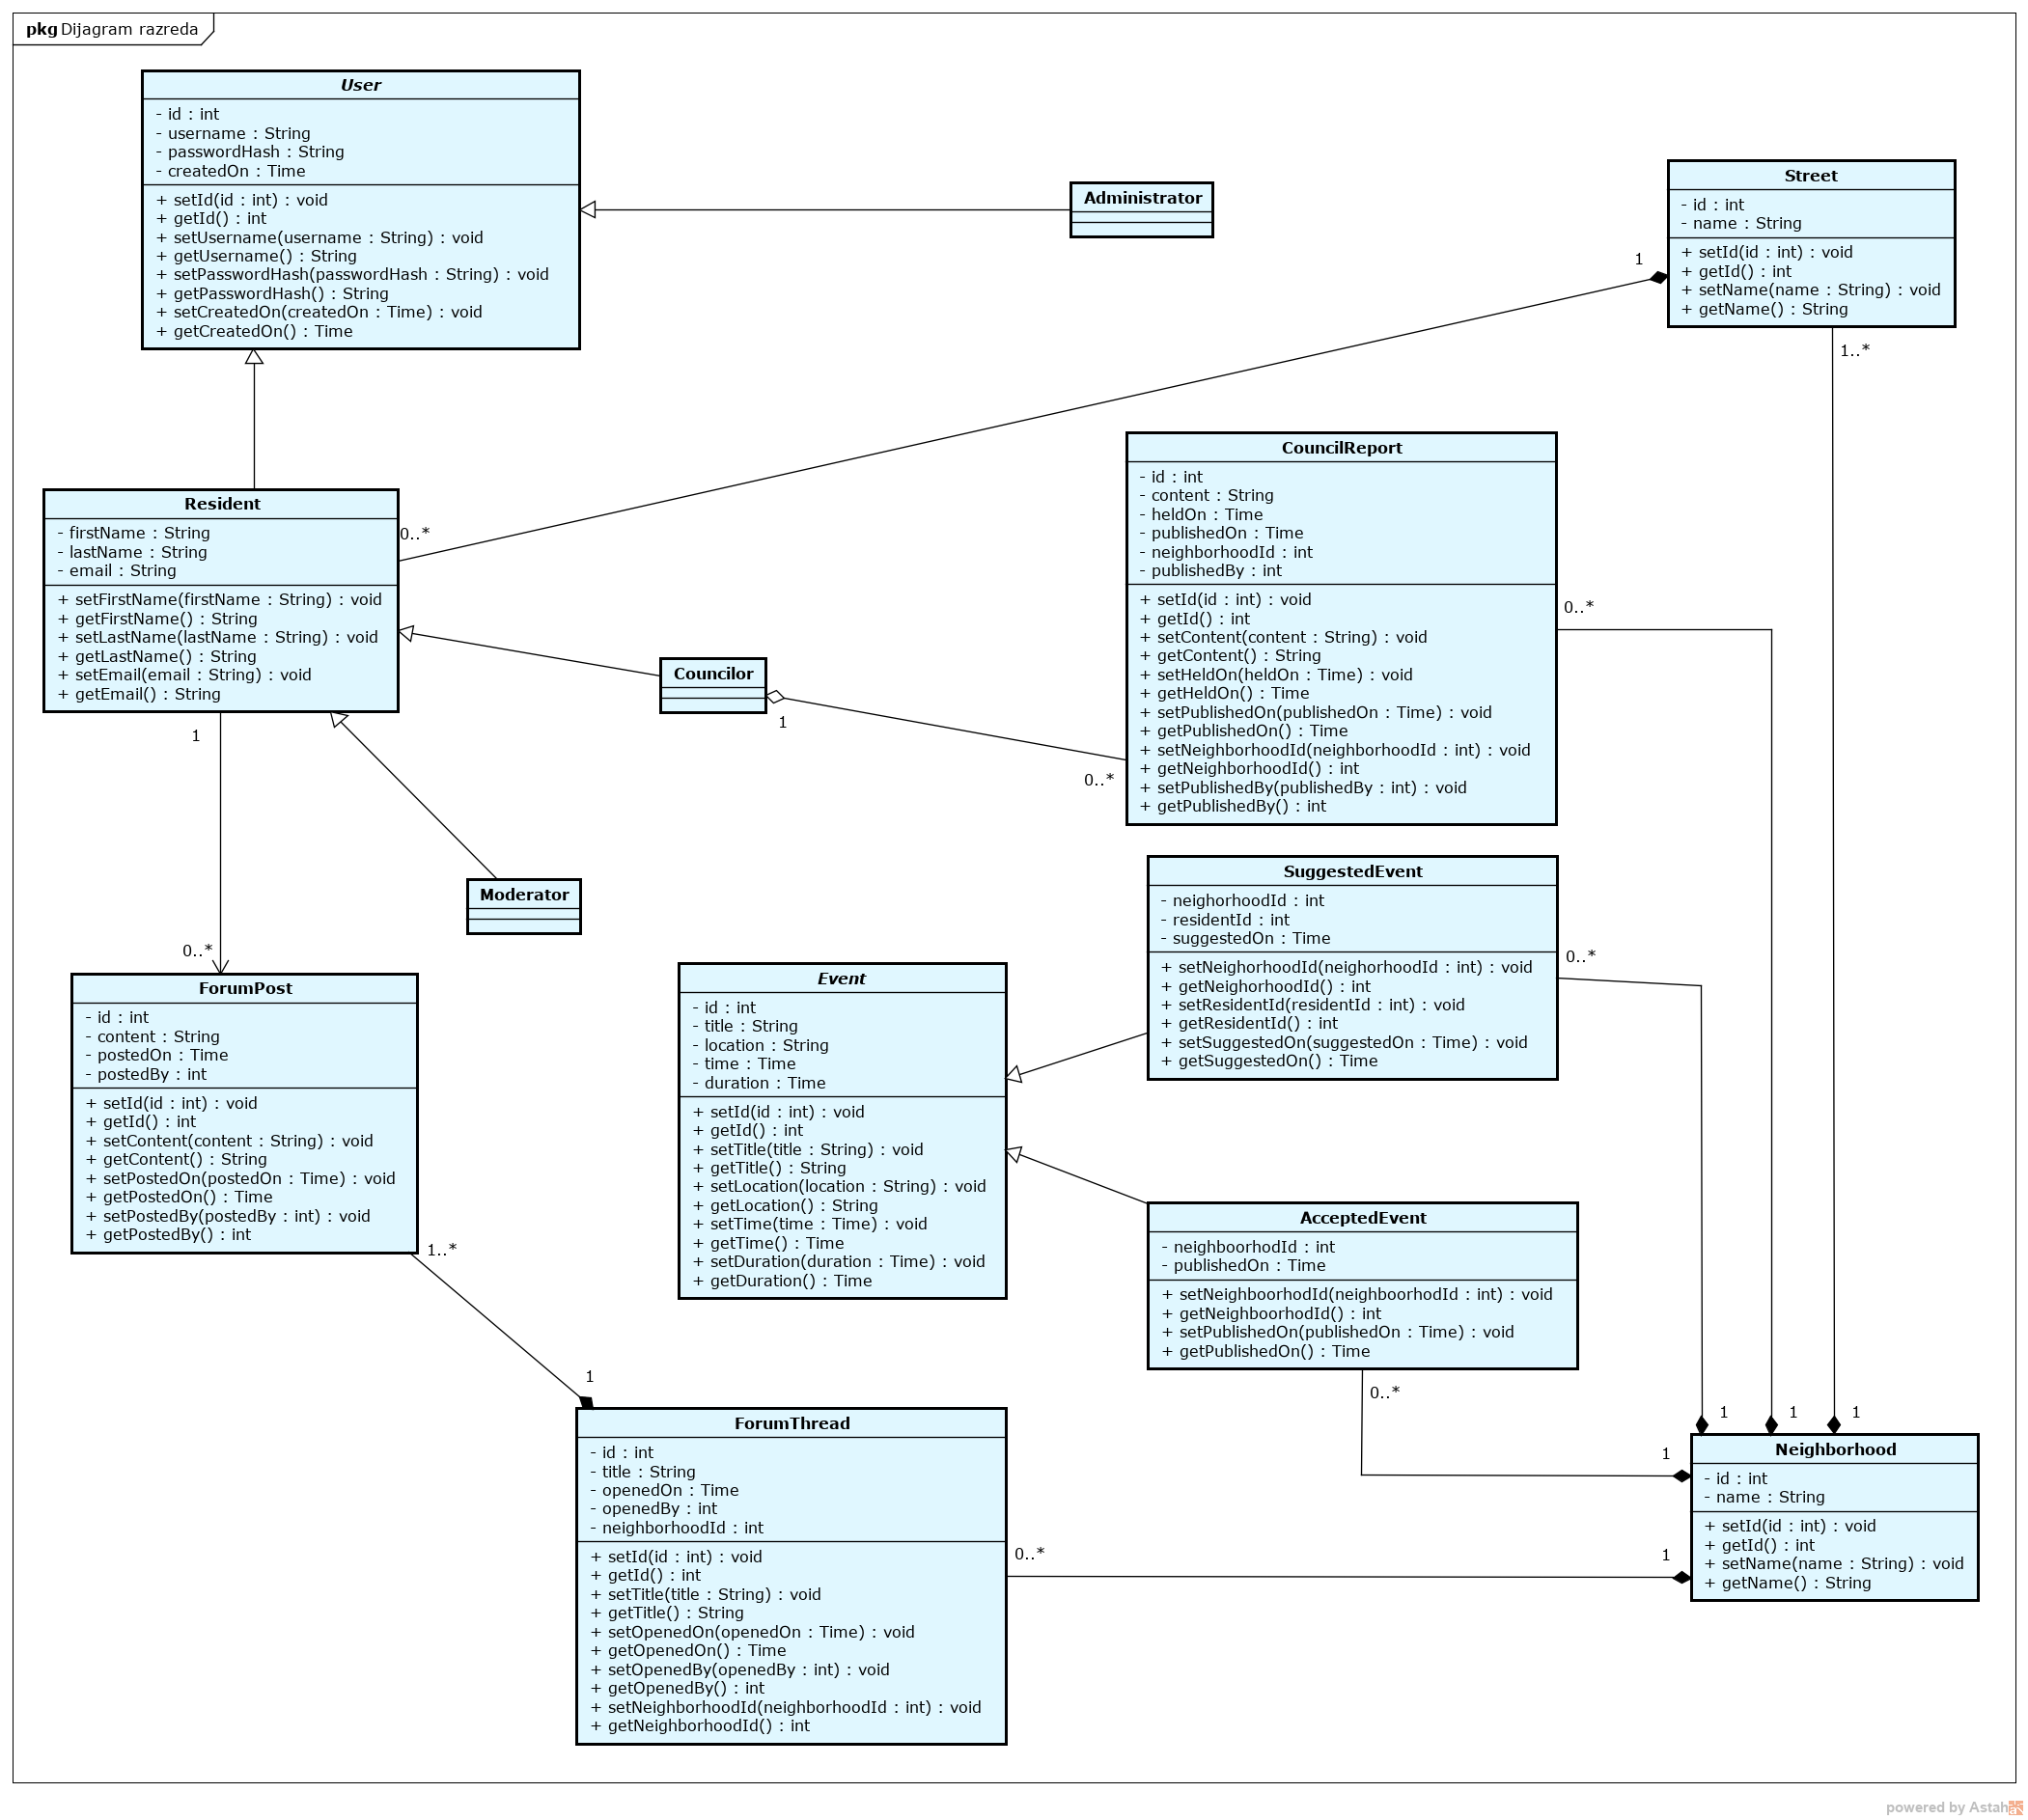 pkg Dijagram razreda
User
- id : int
- username : String
- passwordHash : String
- createdOn : Time
+ setId(id : int) : void
+ getId() : int
+ setUsername(username : String) : void
+ getUsername() : String
+ setPasswordHash(passwordHash : String) : void
+ getPasswordHash() : String
+ setCreatedOn(createdOn : Time) : void
+ getCreatedOn() : Time
Administrator
Street
- id : int
- name : String
+ setId(id : int) : void
+ getId() : int
+ setName(name : String) : void
+ getName() : String
1
1..*
Resident
- firstName : String
- lastName : String
- email : String
+ setFirstName(firstName : String) : void
+ getFirstName() : String
+ setLastName(lastName : String) : void
+ getLastName() : String
+ setEmail(email : String) : void
+ getEmail() : String
0..*
1
0..*
Councilor
1
0..*
CouncilReport
- id : int
- content : String
- heldOn : Time
- publishedOn : Time
- neighborhoodId : int
- publishedBy : int
+ setId(id : int) : void
+ getId() : int
+ setContent(content : String) : void
+ getContent() : String
+ setHeldOn(heldOn : Time) : void
+ getHeldOn() : Time
+ setPublishedOn(publishedOn : Time) : void
+ getPublishedOn() : Time
+ setNeighborhoodId(neighborhoodId : int) : void
+ getNeighborhoodId() : int
+ setPublishedBy(publishedBy : int) : void
+ getPublishedBy() : int
0..*
Moderator
ForumPost
- id : int
- content : String
- postedOn : Time
- postedBy : int
+ setId(id : int) : void
+ getId() : int
+ setContent(content : String) : void
+ getContent() : String
+ setPostedOn(postedOn : Time) : void
+ getPostedOn() : Time
+ setPostedBy(postedBy : int) : void
+ getPostedBy() : int
1..*
1
Event
- id : int
- title : String
- location : String
- time : Time
- duration : Time
+ setId(id : int) : void
+ getId() : int
+ setTitle(title : String) : void
+ getTitle() : String
+ setLocation(location : String) : void
+ getLocation() : String
+ setTime(time : Time) : void
+ getTime() : Time
+ setDuration(duration : Time) : void
+ getDuration() : Time
SuggestedEvent
- neighorhoodId : int
- residentId : int
- suggestedOn : Time
+ setNeighorhoodId(neighorhoodId : int) : void
+ getNeighorhoodId() : int
+ setResidentId(residentId : int) : void
+ getResidentId() : int
+ setSuggestedOn(suggestedOn : Time) : void
+ getSuggestedOn() : Time
0..*
AcceptedEvent
- neighboorhodId : int
- publishedOn : Time
+ setNeighboorhodId(neighboorhodId : int) : void
+ getNeighboorhodId() : int
+ setPublishedOn(publishedOn : Time) : void
+ getPublishedOn() : Time
0..*
ForumThread
- id : int
- title : String
- openedOn : Time
- openedBy : int
- neighborhoodId : int
+ setId(id : int) : void
+ getId() : int
+ setTitle(title : String) : void
+ getTitle() : String
+ setOpenedOn(openedOn : Time) : void
+ getOpenedOn() : Time
+ setOpenedBy(openedBy : int) : void
+ getOpenedBy() : int
+ setNeighborhoodId(neighborhoodId : int) : void
+ getNeighborhoodId() : int
0..*
1
1
1
1
1
Neighborhood
- id : int
- name : String
+ setId(id : int) : void
+ getId() : int
+ setName(name : String) : void
+ getName() : String
powered by Astah